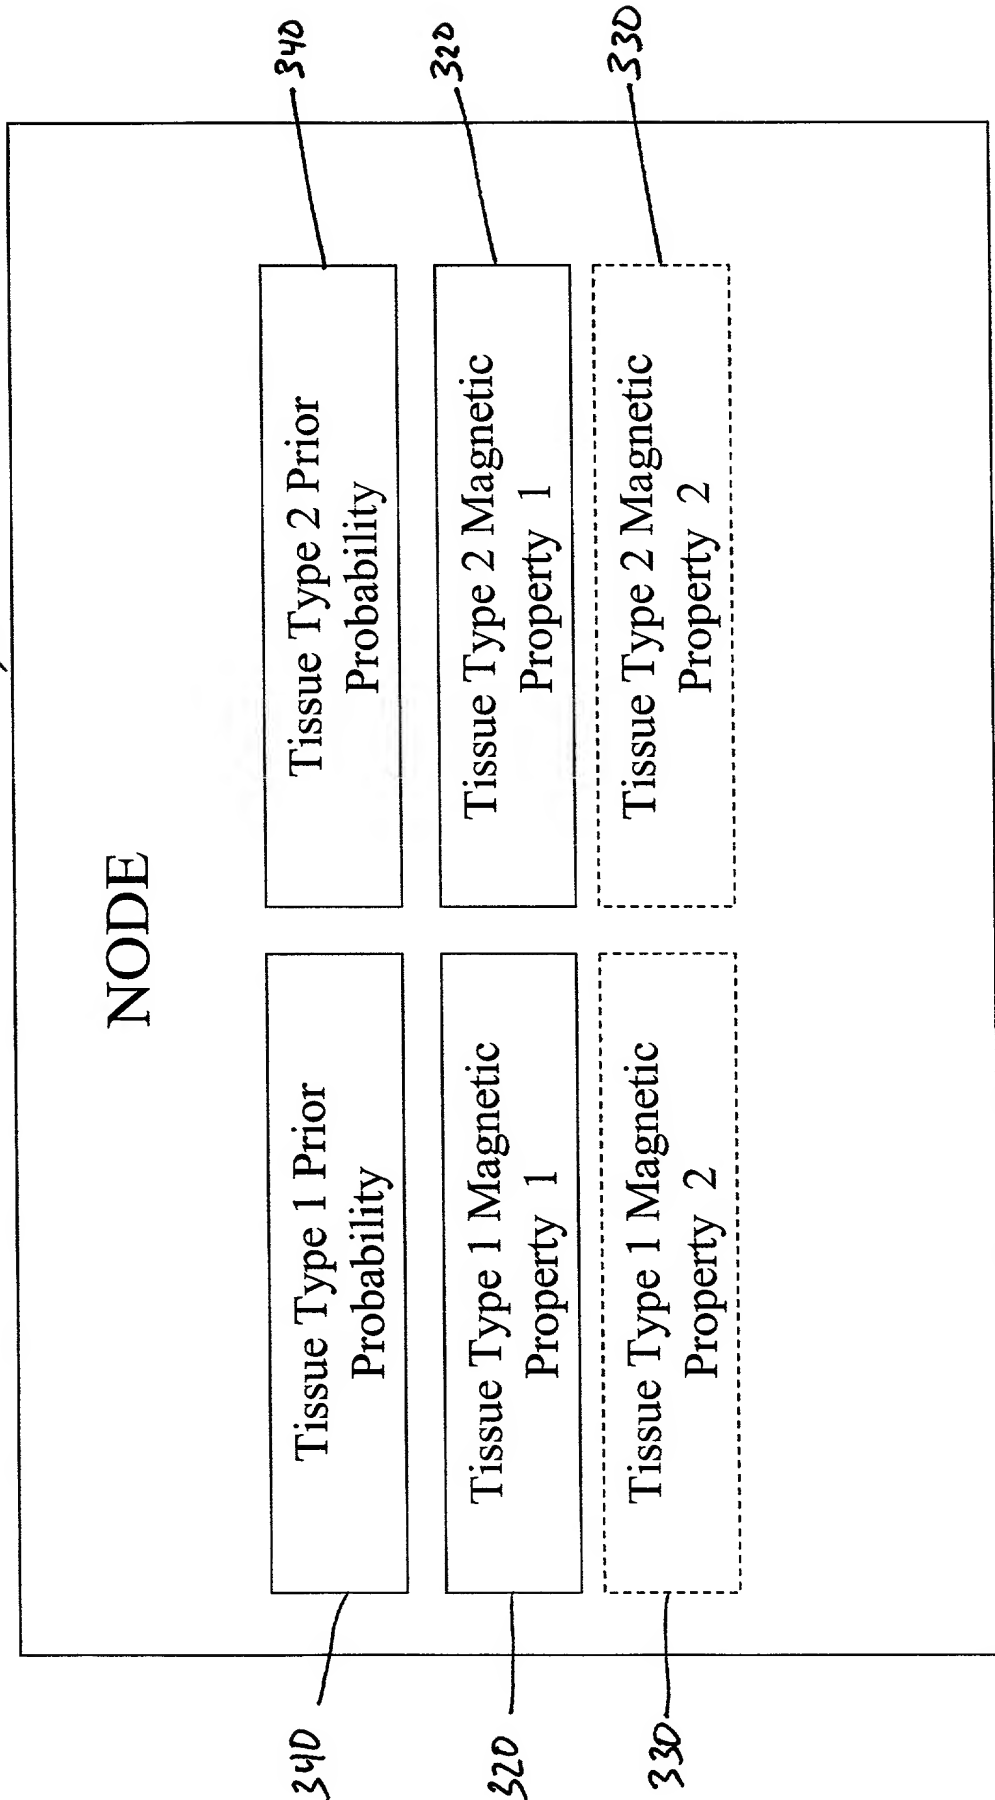 NODE
340
Tissue Type 1 Prior
Probability
Tissue Type 2 Prior
Probability
340
320
Tissue Type 1 Magnetic
Property 1
Tissue Type 2 Magnetic
Property 1
320
330
Tissue Type 1 Magnetic
Property 2
Tissue Type 2 Magnetic
Property 2
330